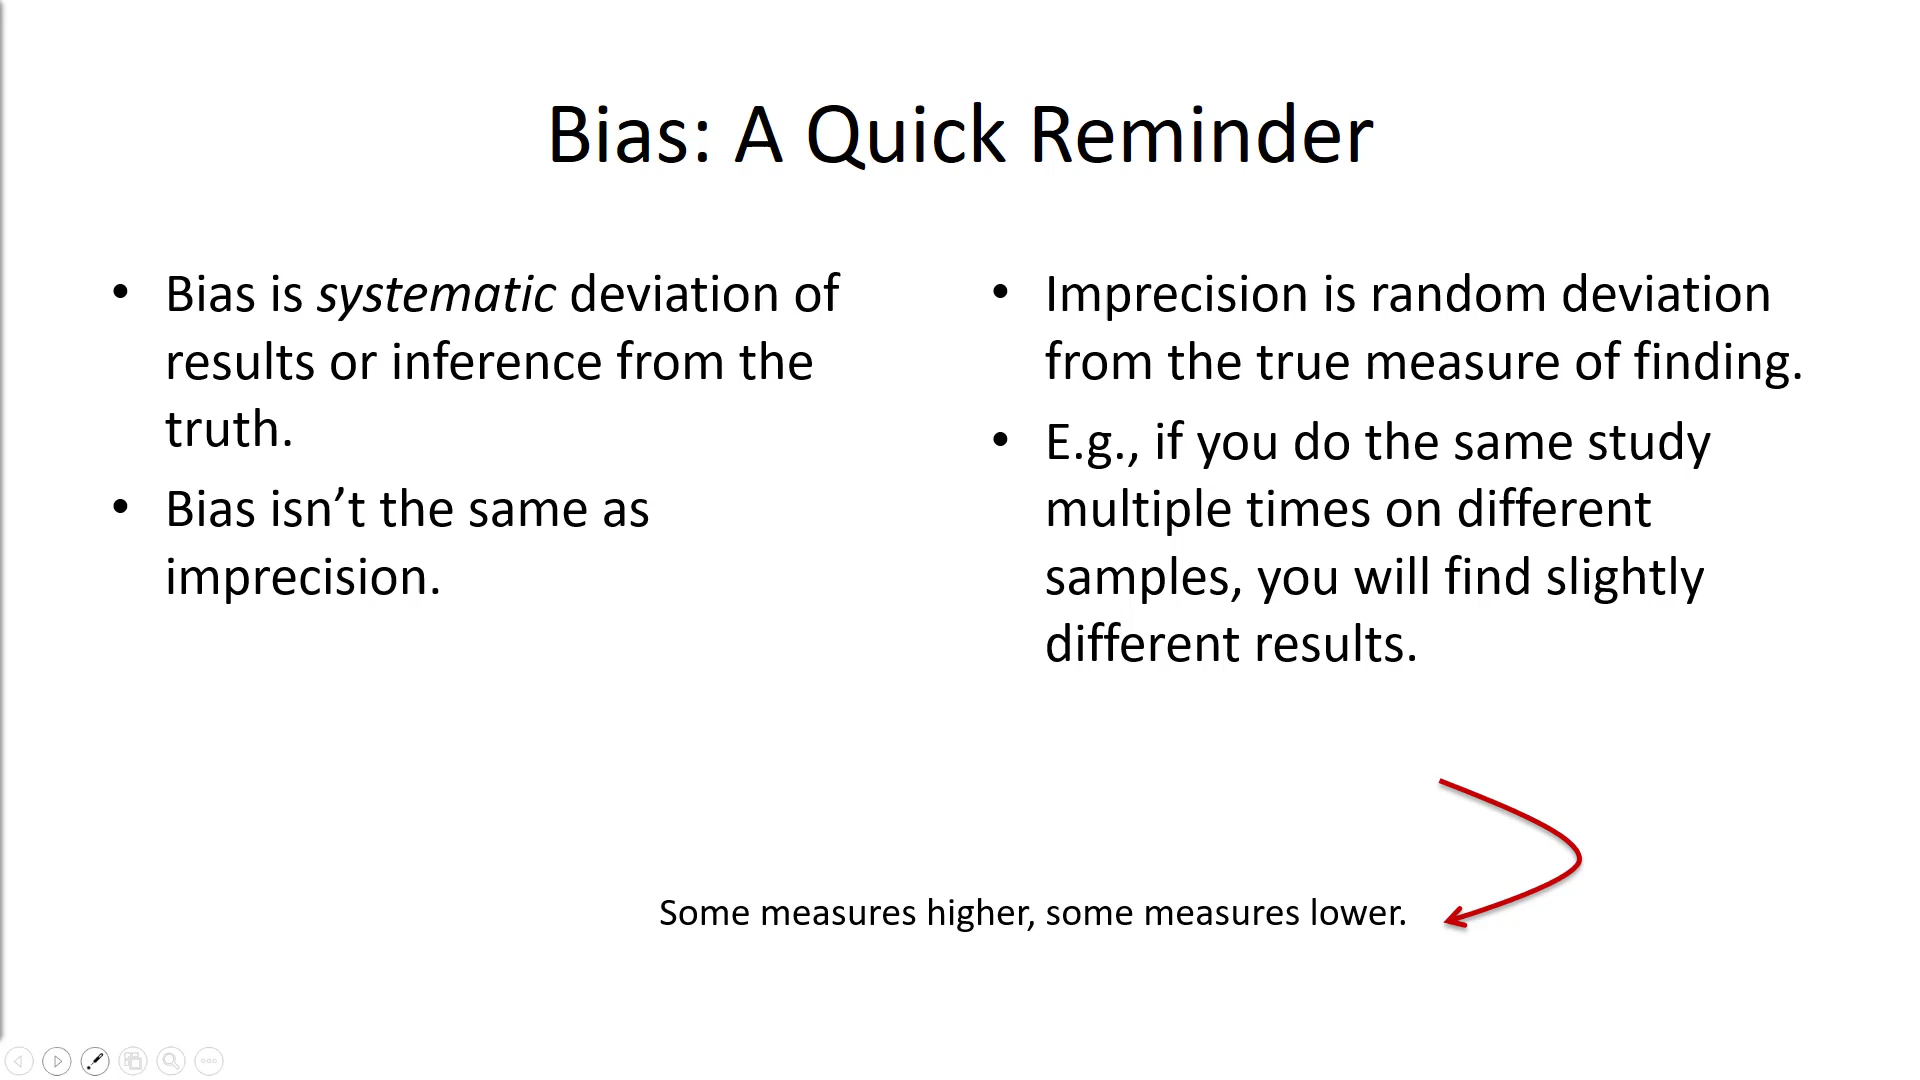 Bias: A Quick Reminder
• Bias is systematic deviation of
results or inference from the
truth.
• Bias isn’t the same as
imprecision.
• Imprecision is random deviation
from the true measure of finding.
• E.g., if you do the same study
multiple times on different
samples, you will find slightly
different results.
Some measures higher, some measures lower.